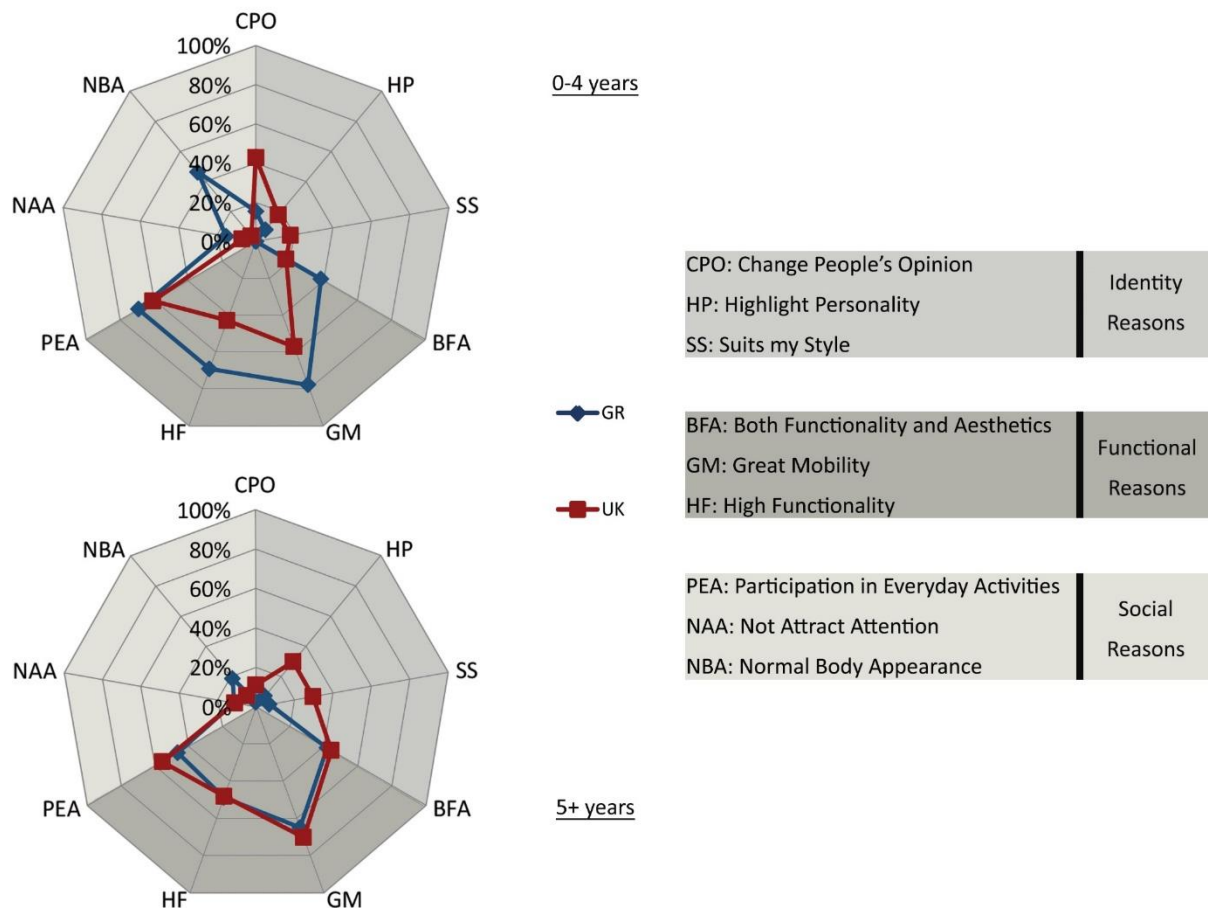 CPO
100%
80%
60%
40%
20%
0%
HP
SS
BFA
GM
HF
PEA
NAA
NBA
0-4 years
GR
UK
CPO
100%
80%
60%
40%
20%
0%
HP
SS
BFA
GM
HF
PEA
NAA
NBA
5+ years
CPO: Change People’s Opinion
HP: Highlight Personality
SS: Suits my Style
Identity
Reasons
BFA: Both Functionality and Aesthetics
GM: Great Mobility
HF: High Functionality
Functional
Reasons
PEA: Participation in Everyday Activities
NAA: Not Attract Attention
NBA: Normal Body Appearance
Social
Reasons